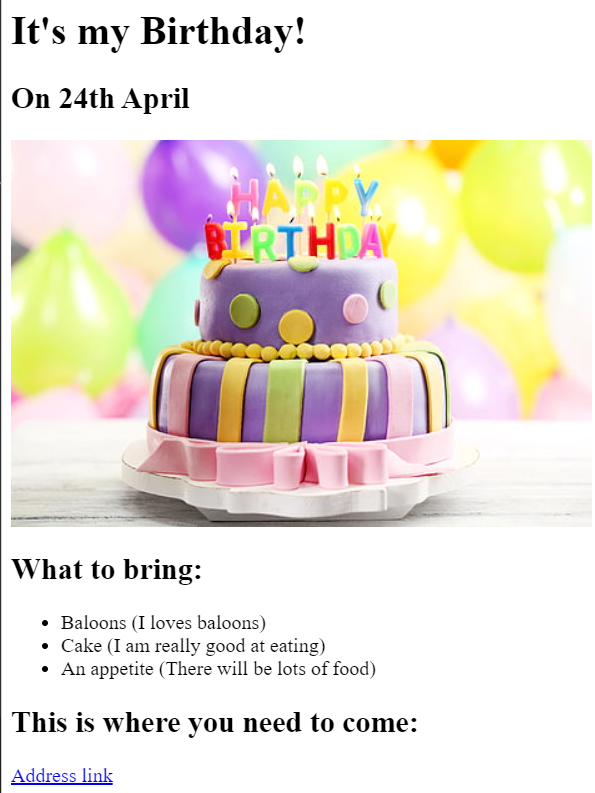 It's my Birthday!
On 24th April
HAPPY
BIRTHDAY
What to bring:
Baloons (I loves baloons)
Cake (I am really good at eating)
An appetite (There will be lots of food)
This is where you need to come:
Address link